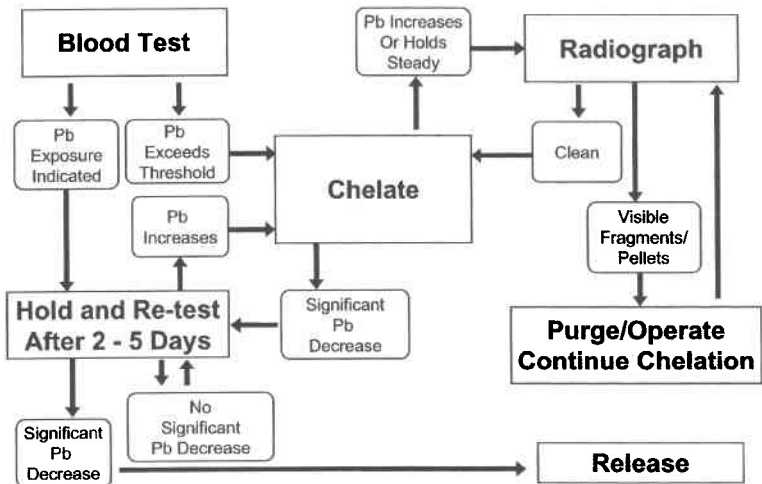 Blood Test
Pb Increases
Or Holds
Steady
Radiograph
Pb
Exposure
Indicated
Pb
Exceeds
Threshold
Clean
Chelate
Pb
Increases
Visible
Fragments/
Pellets
Hold and Re-test
After 2 - 5 Days
Significant
Pb
Decrease
Purge/Operate
Continue Chelation
No
Significant
Pb Decrease
Significant
Pb
Decrease
Release